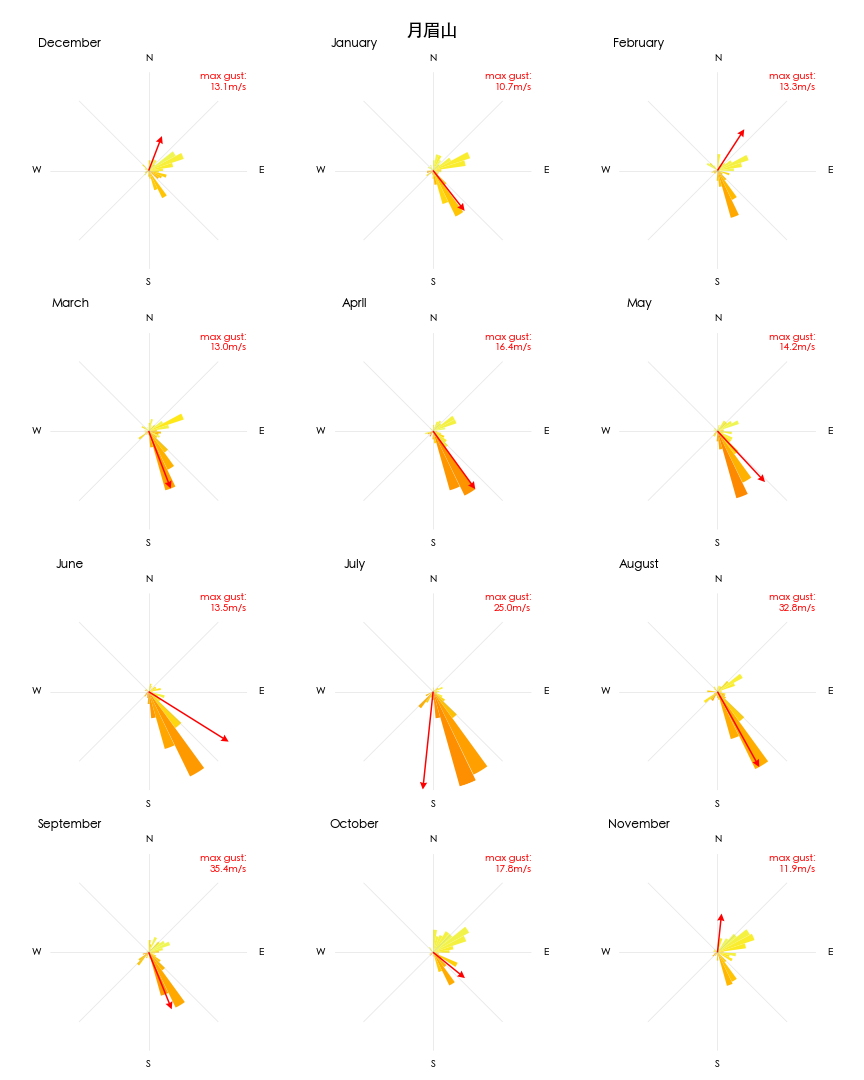 月眉山
December
N
max gust:
13.1m/s
W
E
S
January
N
max gust:
10.7m/s
W
E
S
February
N
max gust:
13.3m/s
W
E
S
March
N
max gust:
13.0m/s
W
E
S
April
N
max gust:
16.4m/s
W
E
S
May
N
max gust:
14.2m/s
W
E
S
June
N
max gust:
13.5m/s
W
E
S
July
N
max gust:
25.0m/s
W
E
S
August
N
max gust:
32.8m/s
W
E
S
September
N
max gust:
35.4m/s
W
E
S
October
N
max gust:
17.8m/s
W
E
S
November
N
max gust:
11.9m/s
W
E
S